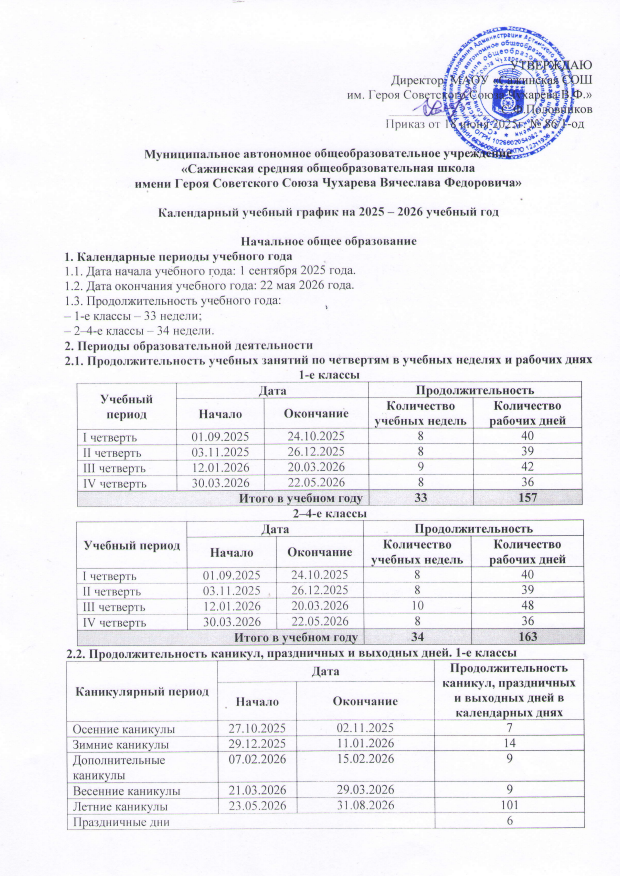 УТВЕРЖДАЮ
Директор МАОУ «Сажинская СОШ
им. Героя Советского Союза Чухарева В.Ф.»
Ф.Половников
Приказ от 16 июня 2025г. №
-од
Муниципальное автономное общеобразовательное учреждение
«Сажинская средняя общеобразовательная школа
имени Героя Советского Союза Чухарева Вячеслава Федоровича»
Календарный учебный график на 2025 – 2026 учебный год
Начальное общее образование
1. Календарные периоды учебного года
1.1. Дата начала учебного года: 1 сентября 2025 года.
1.2. Дата окончания учебного года: 22 мая 2026 года.
1.3. Продолжительность учебного года:
– 1-е классы – 33 недели;
– 2–4-е классы – 34 недели.
2. Периоды образовательной деятельности
2.1. Продолжительность учебных занятий по четвертям в учебных неделях и рабочих днях
1-е классы
Учебный период Дата Продолжительность
Начало Окончание Количество учебных недель Количество рабочих дней
I четверть 01.09.2025 24.10.2025 8 40
II четверть 03.11.2025 26.12.2025 8 39
III четверть 12.01.2026 20.03.2026 9 42
IV четверть 30.03.2026 22.05.2026 8 36
Итого в учебном году 33 157
2–4-е классы
Учебный период Дата Продолжительность
Начало Окончание Количество учебных недель Количество рабочих дней
I четверть 01.09.2025 24.10.2025 8 40
II четверть 03.11.2025 26.12.2025 8 39
III четверть 12.01.2026 20.03.2026 10 48
IV четверть 30.03.2026 22.05.2026 8 36
Итого в учебном году 34 163
2.2. Продолжительность каникул, праздничных и выходных дней. 1-е классы
Каникулярный период Дата Продолжительность каникул, праздничных и выходных дней в календарных днях
Начало Окончание
Осенние каникулы 27.10.2025 02.11.2025 7
Зимние каникулы 29.12.2025 11.01.2026 14
Дополнительные каникулы 07.02.2026 15.02.2026 9
Весенние каникулы 21.03.2026 29.03.2026 9
Летние каникулы 23.05.2026 31.08.2026 101
Праздничные дни 6